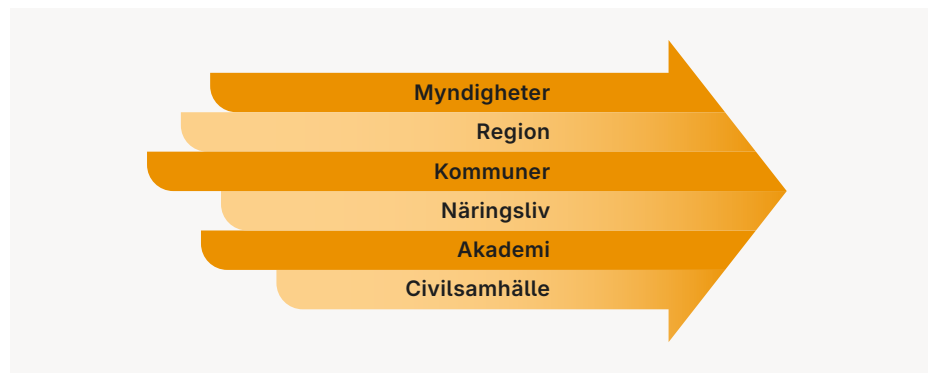 Myndigheter
Region
Kommuner
Näringsliv
Akademi
Civilsamhälle